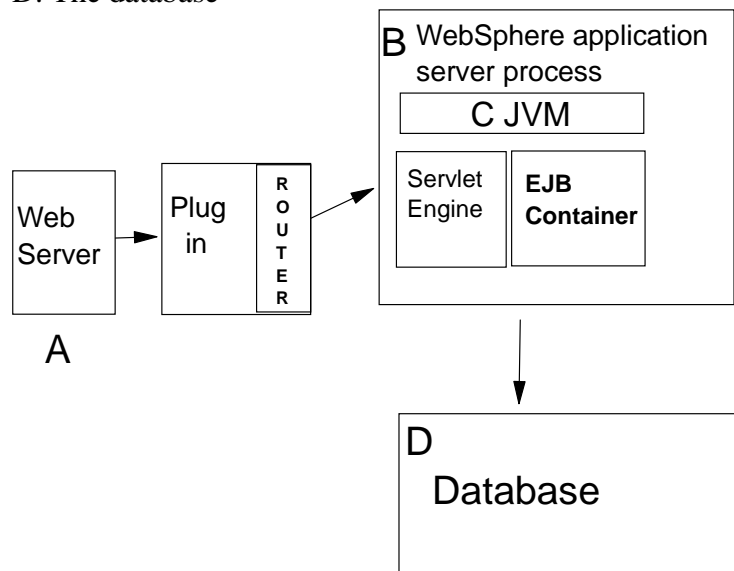 D. The database
B WebSphere application
server process
C JVM
Servlet
Engine
EJB
Container
Web
Server
Plug
in
R
O
U
T
E
R
A
D
Database